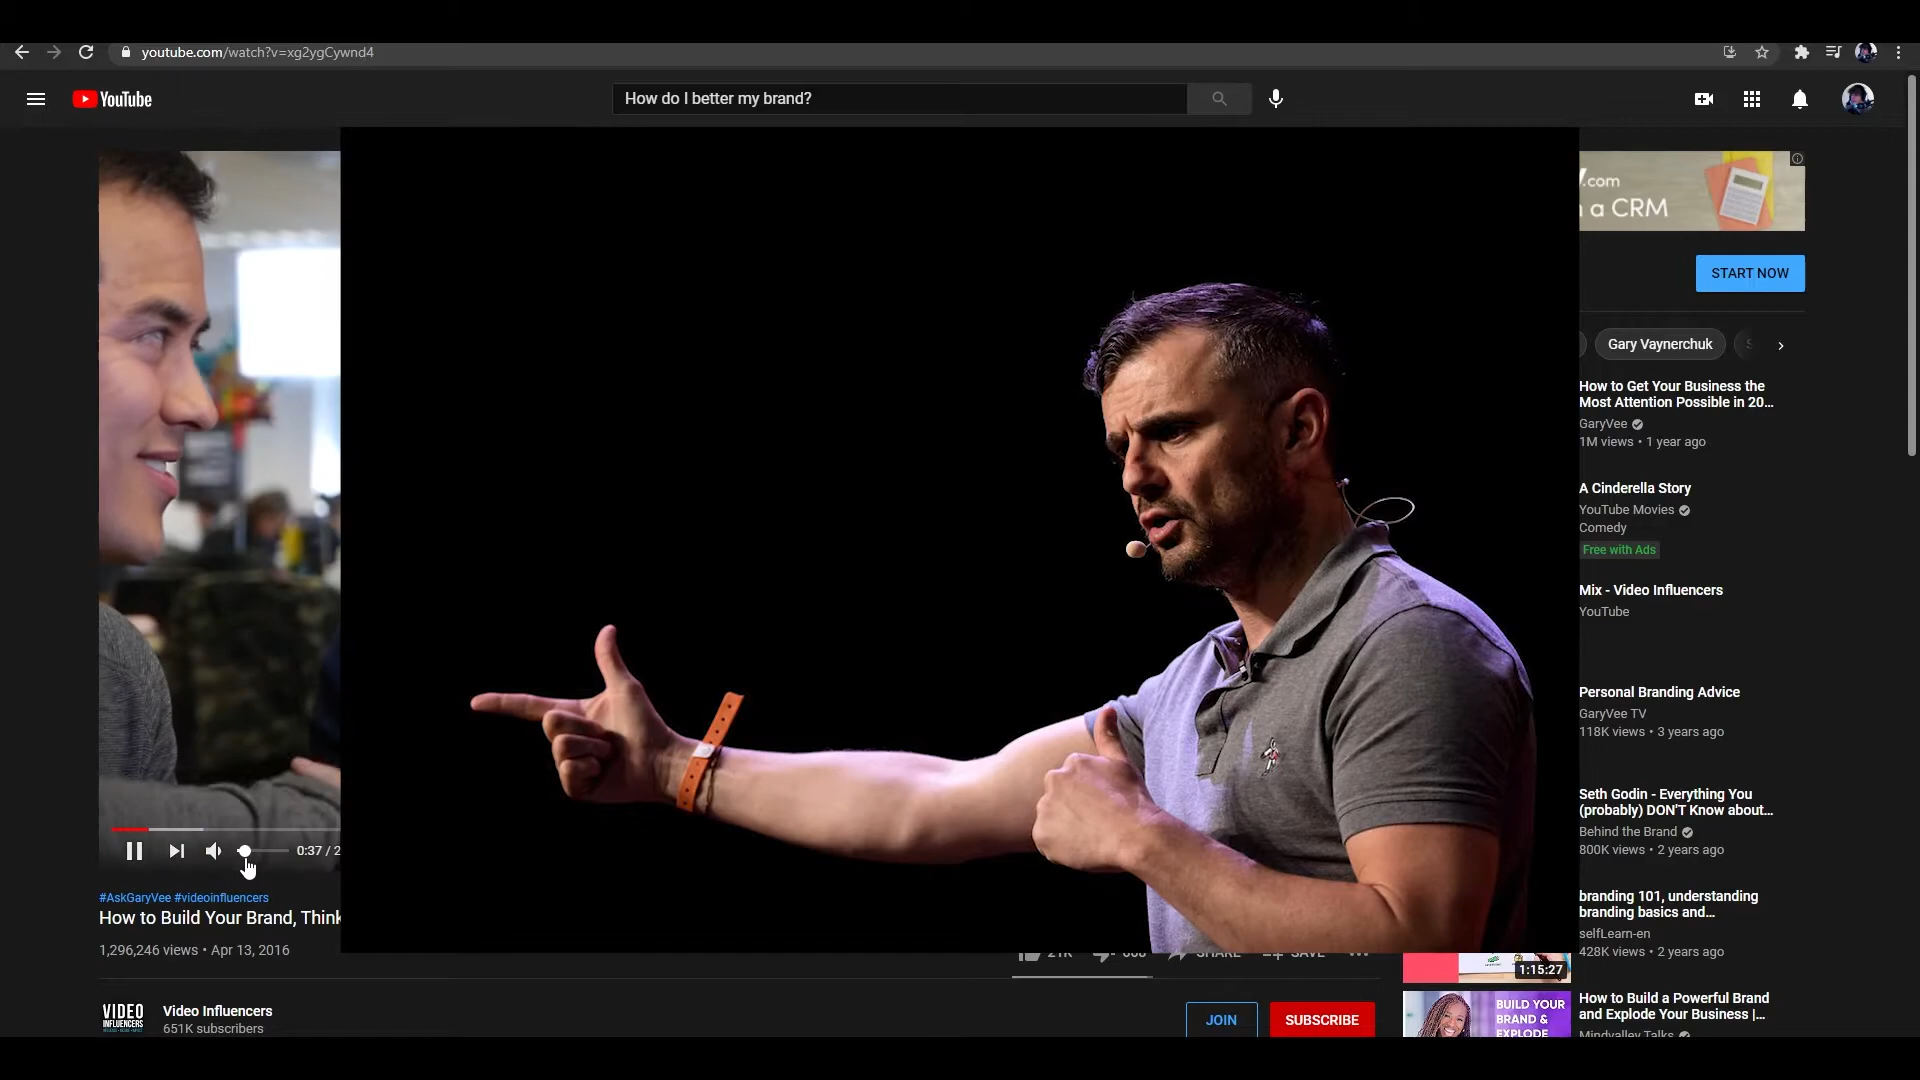 youtube.com/watch?v=xg2ygCywnd4
YouTube
How do I better my brand?
.com
a CRM
START NOW
Gary Vaynerchuk
How to Get Your Business the
Most Attention Possible in 20...
GaryVee
1M views • 1 year ago
A Cinderella Story
YouTube Movies
Comedy
Free with Ads
Mix - Video Influencers
YouTube
Personal Branding Advice
GaryVee TV
118K views • 3 years ago
Seth Godin - Everything You
(probably) DON'T Know about...
Behind the Brand
800K views • 2 years ago
branding 101, understanding
branding basics and...
selfLearn-en
428K views • 2 years ago
1:15:27
How to Build a Powerful Brand
and Explode Your Business |...
Mindvalley Talks
BUILD YOUR
BRAND &
EXPLODE
0:37 / 2
#AskGaryVee #videoinfluencers
How to Build Your Brand, Think
1,296,246 views • Apr 13, 2016
21K
668
SHARE
SAVE
VIDEO
INFLUENCERS
Video Influencers
651K subscribers
JOIN
SUBSCRIBE